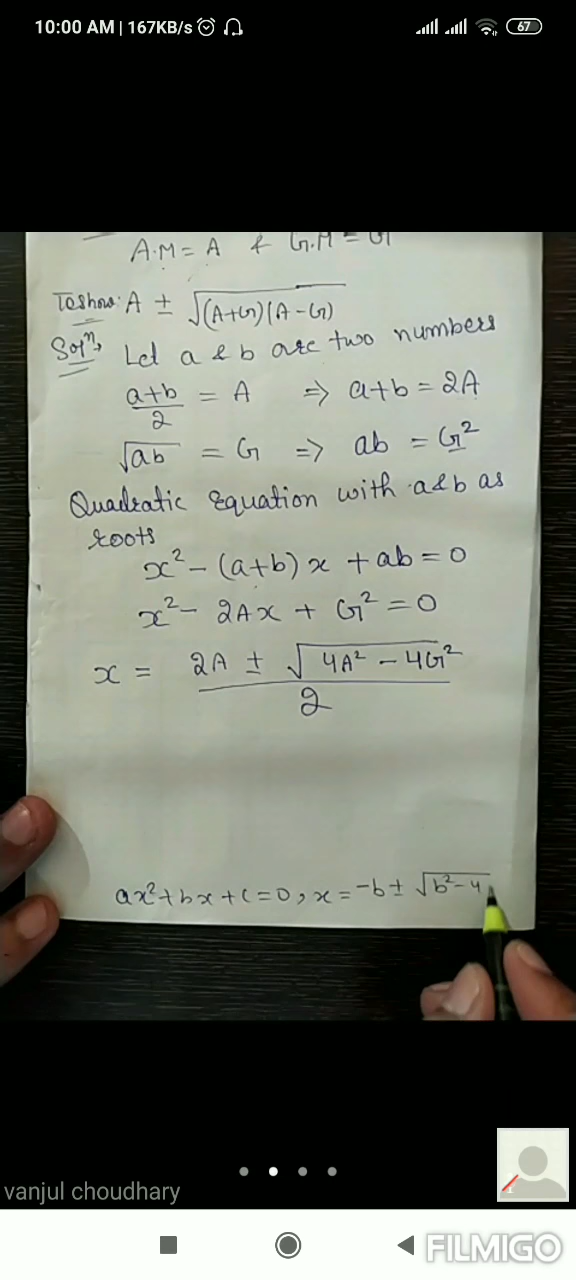 10:00 AM | 167KB/s
67
A.M = A & G.M = G
To show: A ± √(A+G)(A-G)
Solⁿ. Let a & b are two numbers
a+b/2 = A ⇒ a+b = 2A
√ab = G ⇒ ab = G²
Quadratic Equation with a&b as
roots
x² - (a+b) x + ab = 0
x² - 2Ax + G² = 0
x = 2A ± √4A² - 4G² / 2
ax²+bx+c=0, x = -b ± √b²-4
vanjul choudhary
FILMIGO